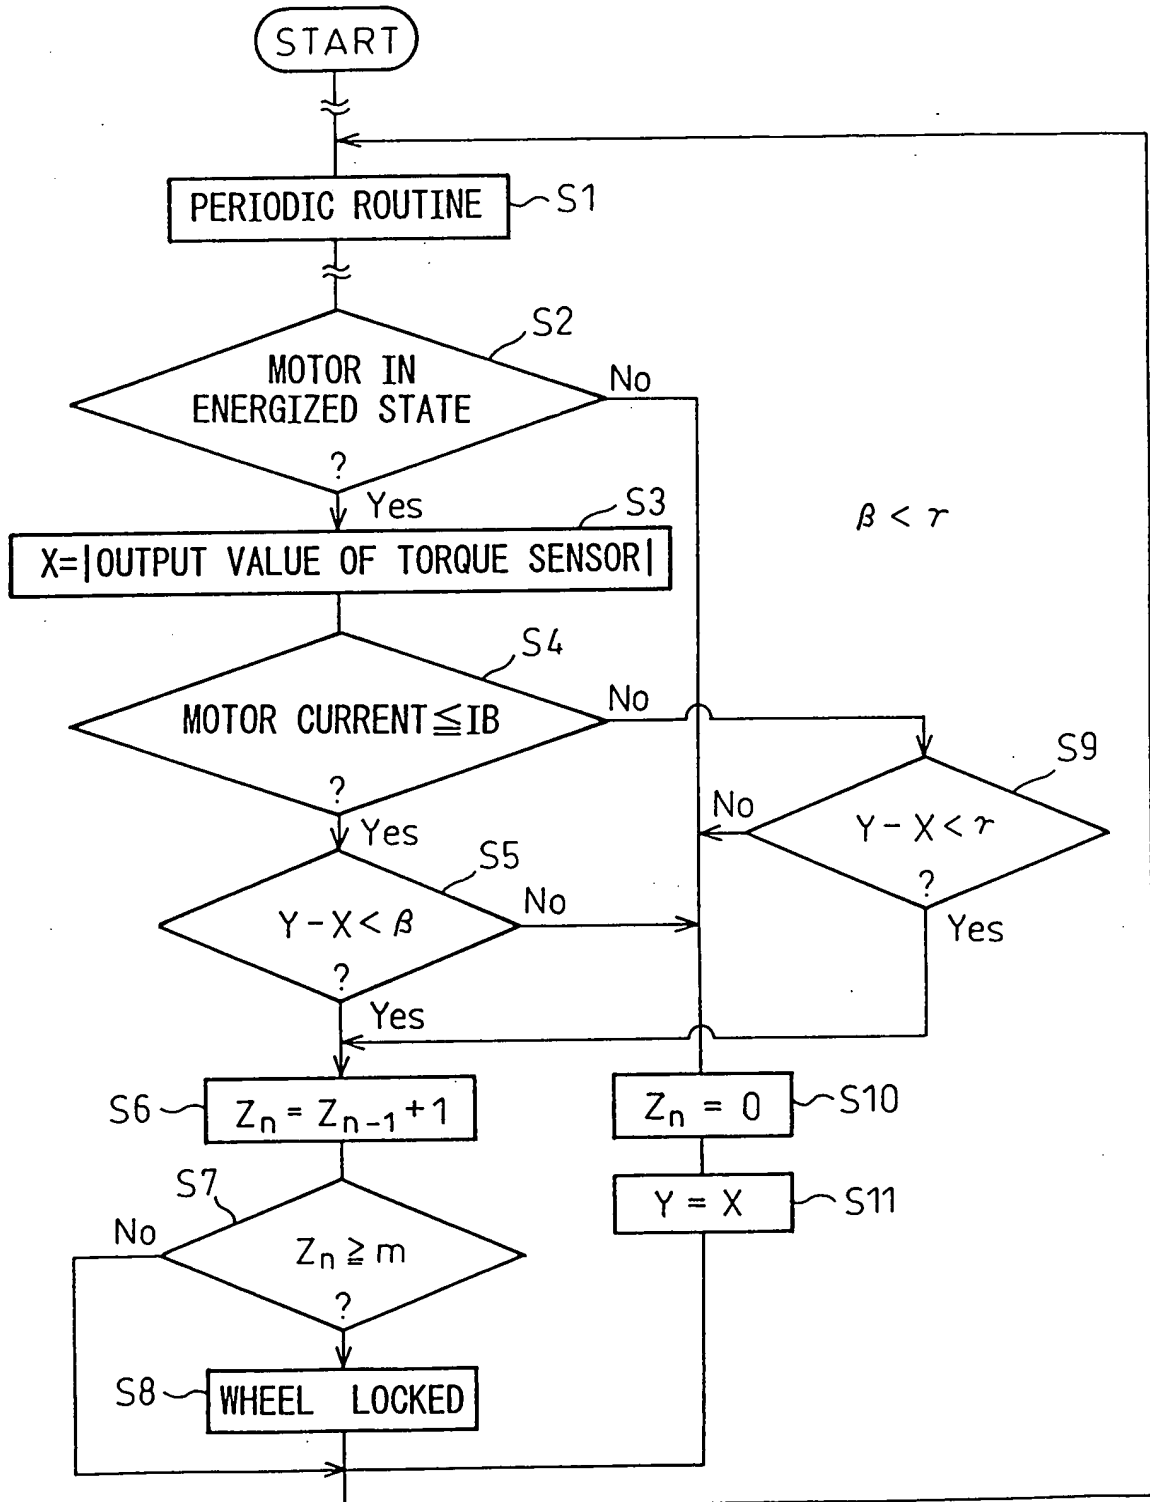 START
PERIODIC ROUTINE
S1
S2
MOTOR IN
ENERGIZED STATE
?
No
Yes
S3
β < γ
X=|OUTPUT VALUE OF TORQUE SENSOR|
S4
MOTOR CURRENT≦IB
?
No
Yes
S9
Y-X<γ
?
No
Yes
S5
Y-X<β
?
No
Yes
S6
Zn = Zn-1 +1
Zn = 0
S10
S7
Y = X
S11
No
Zn ≧ m
?
S8
WHEEL LOCKED